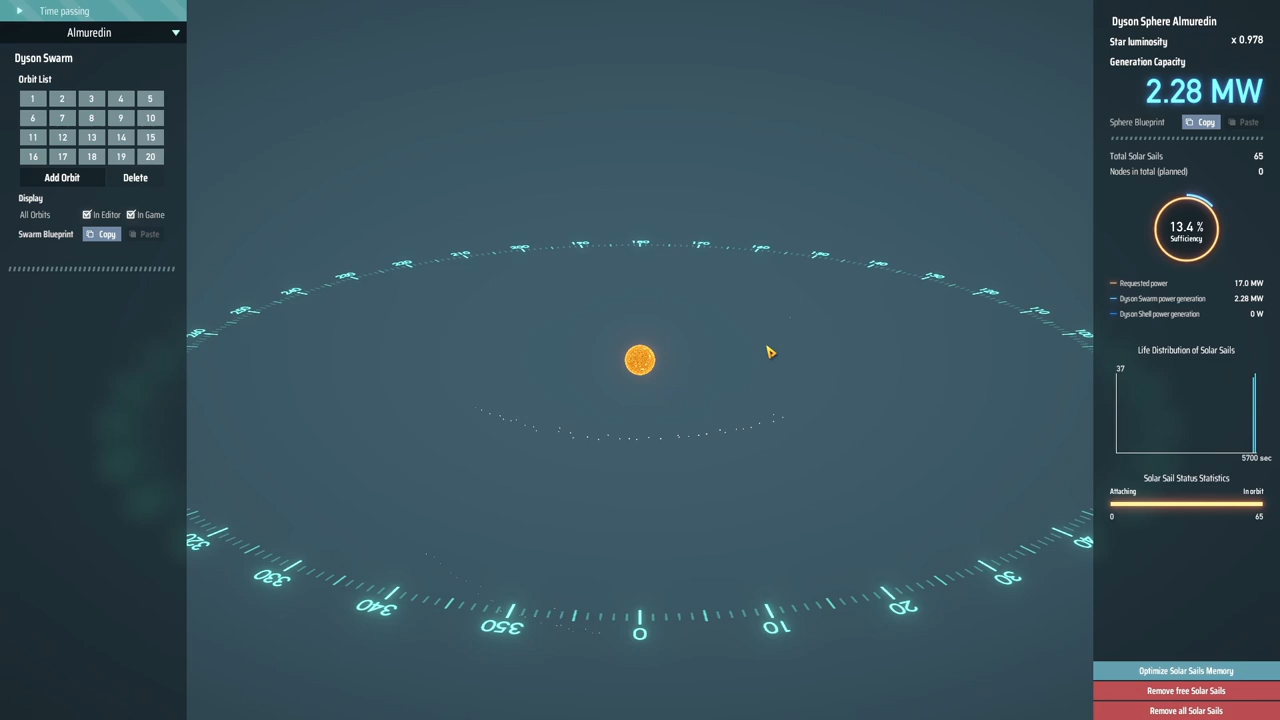 Time passing
Almuredin
Dyson Swarm
Orbit List
1 2 3 4 5
6 7 8 9 10
11 12 13 14 15
16 17 18 19 20
Add Orbit Delete
Display
All Orbits In Editor In Game
Swarm Blueprint Copy Paste
320
330
340
350
0
10
20
30
40
Dyson Sphere Almuredin
Star luminosity x 0.978
Generation Capacity
2.28 MW
Sphere Blueprint Copy Paste
Total Solar Sails 65
Nodes in total (planned) 0
13.4 %
Sufficiency
Requested power 17.0 MW
Dyson Swarm power generation 2.28 MW
Dyson Shell power generation 0 W
Life Distribution of Solar Sails
37
5700 sec
Solar Sail Status Statistics
Attaching In orbit
0 65
Optimize Solar Sails Memory
Remove free Solar Sails
Remove all Solar Sails